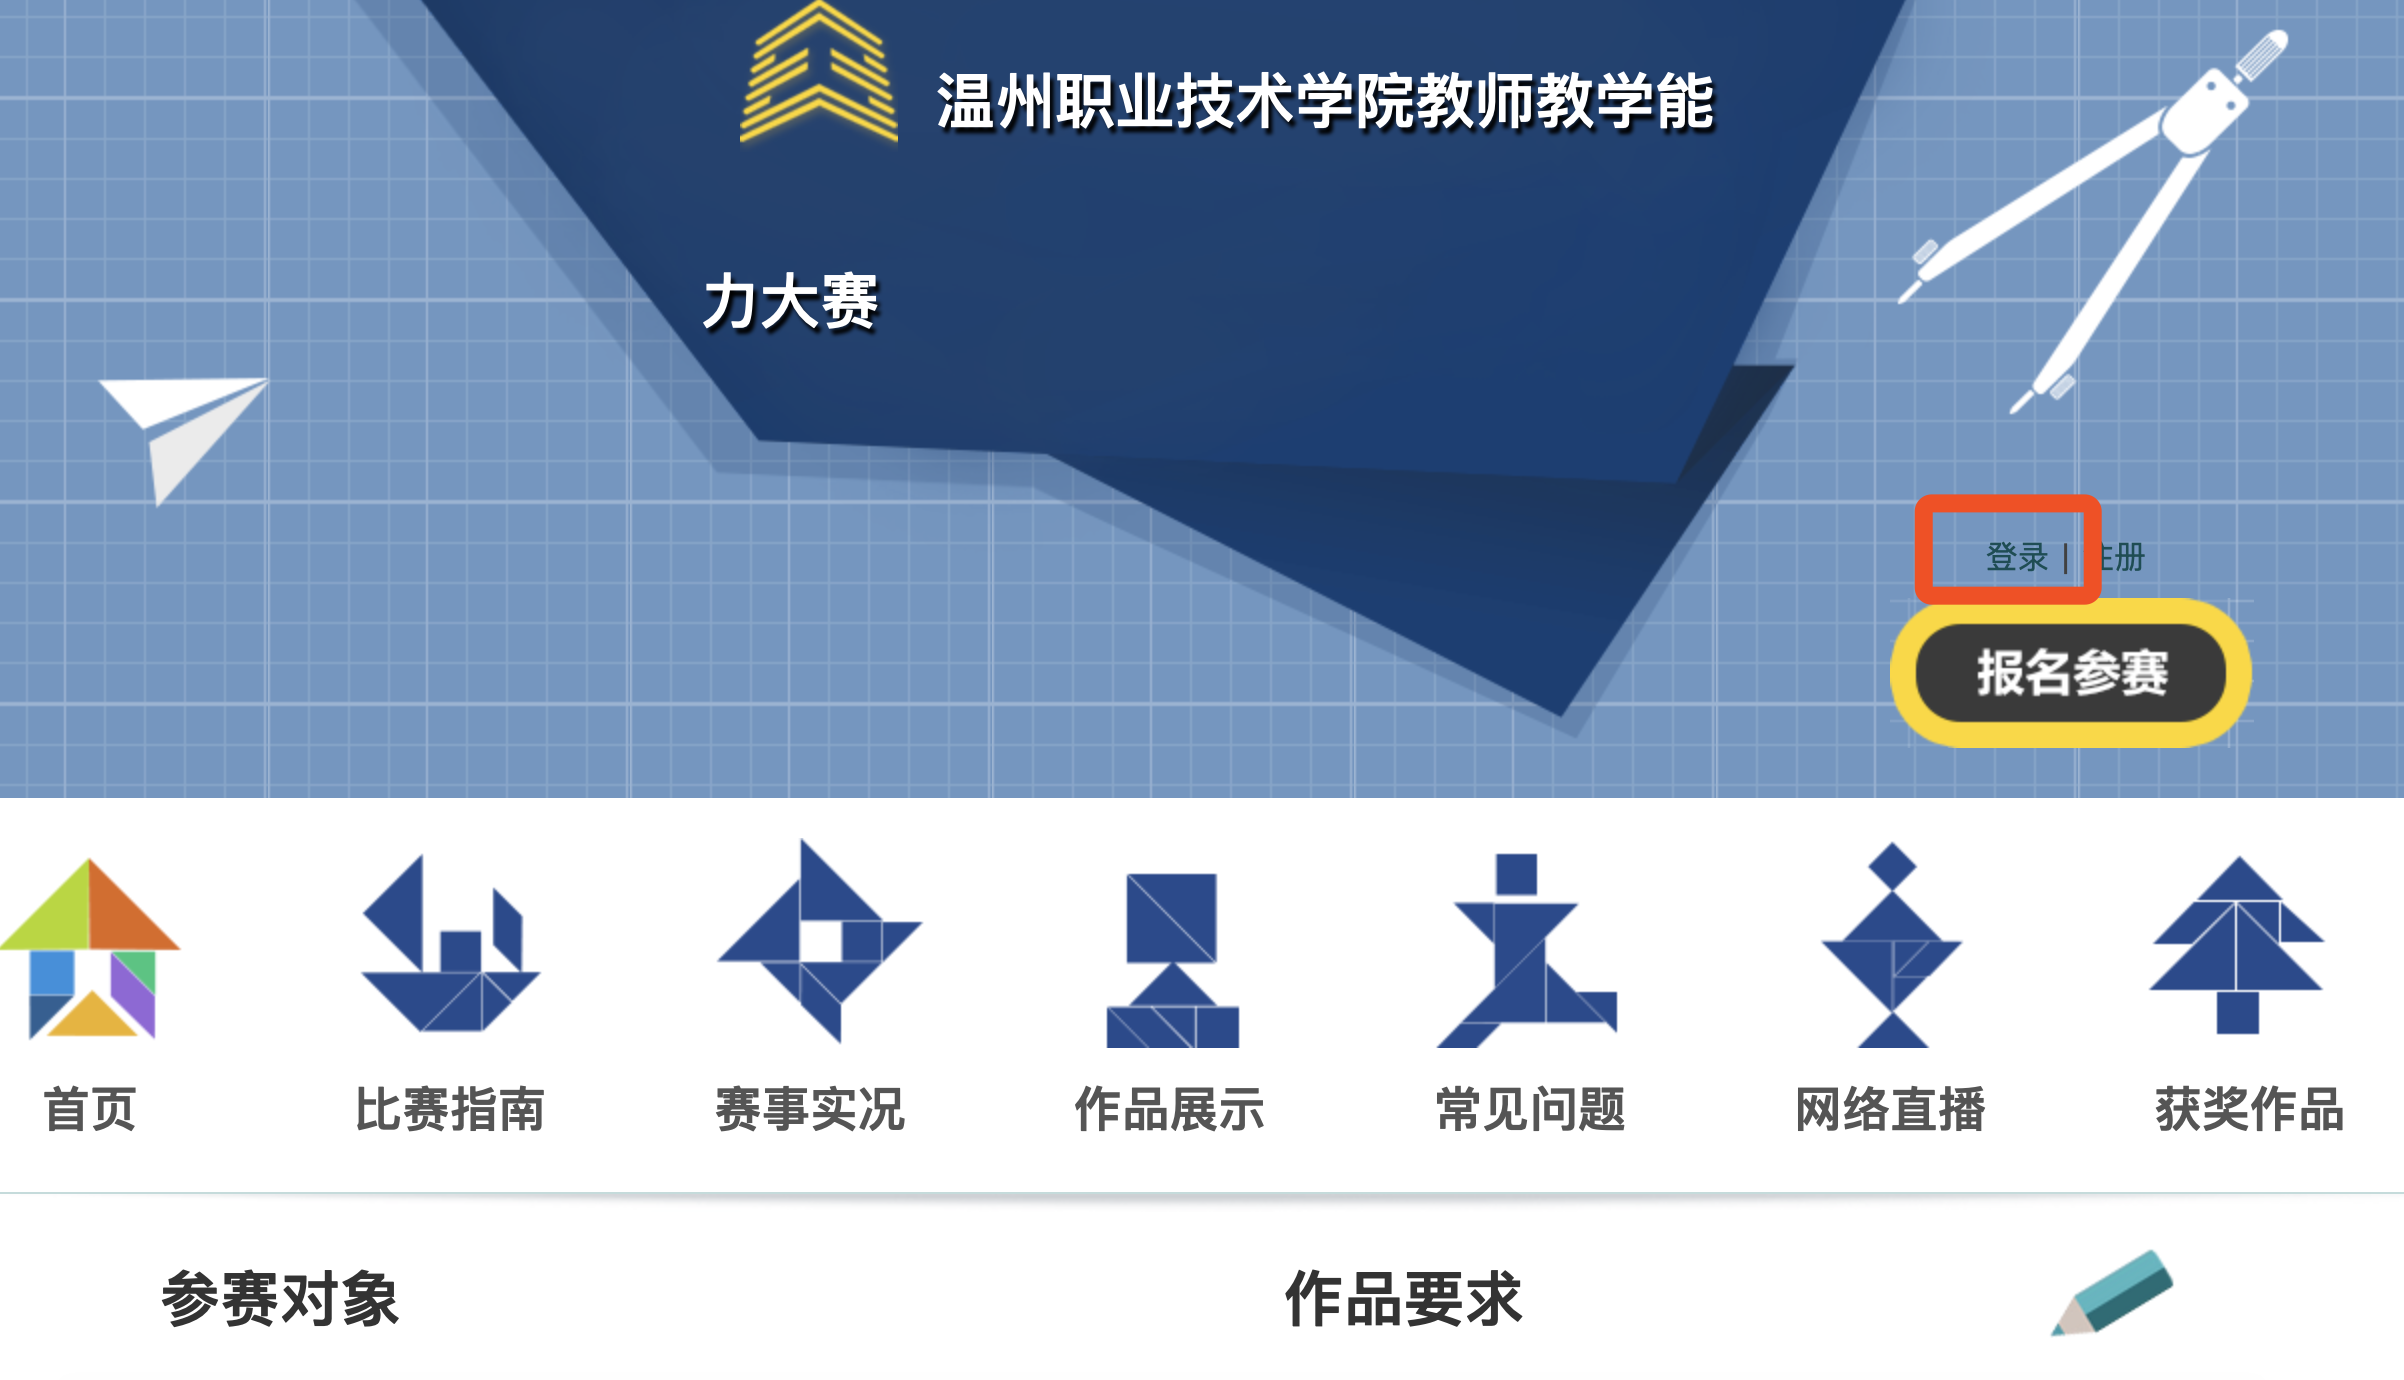 温州职业技术学院教师教学能
力大赛
登录 | 注册
报名参赛
首页 比赛指南 赛事实况 作品展示 常见问题 网络直播 获奖作品
参赛对象 作品要求